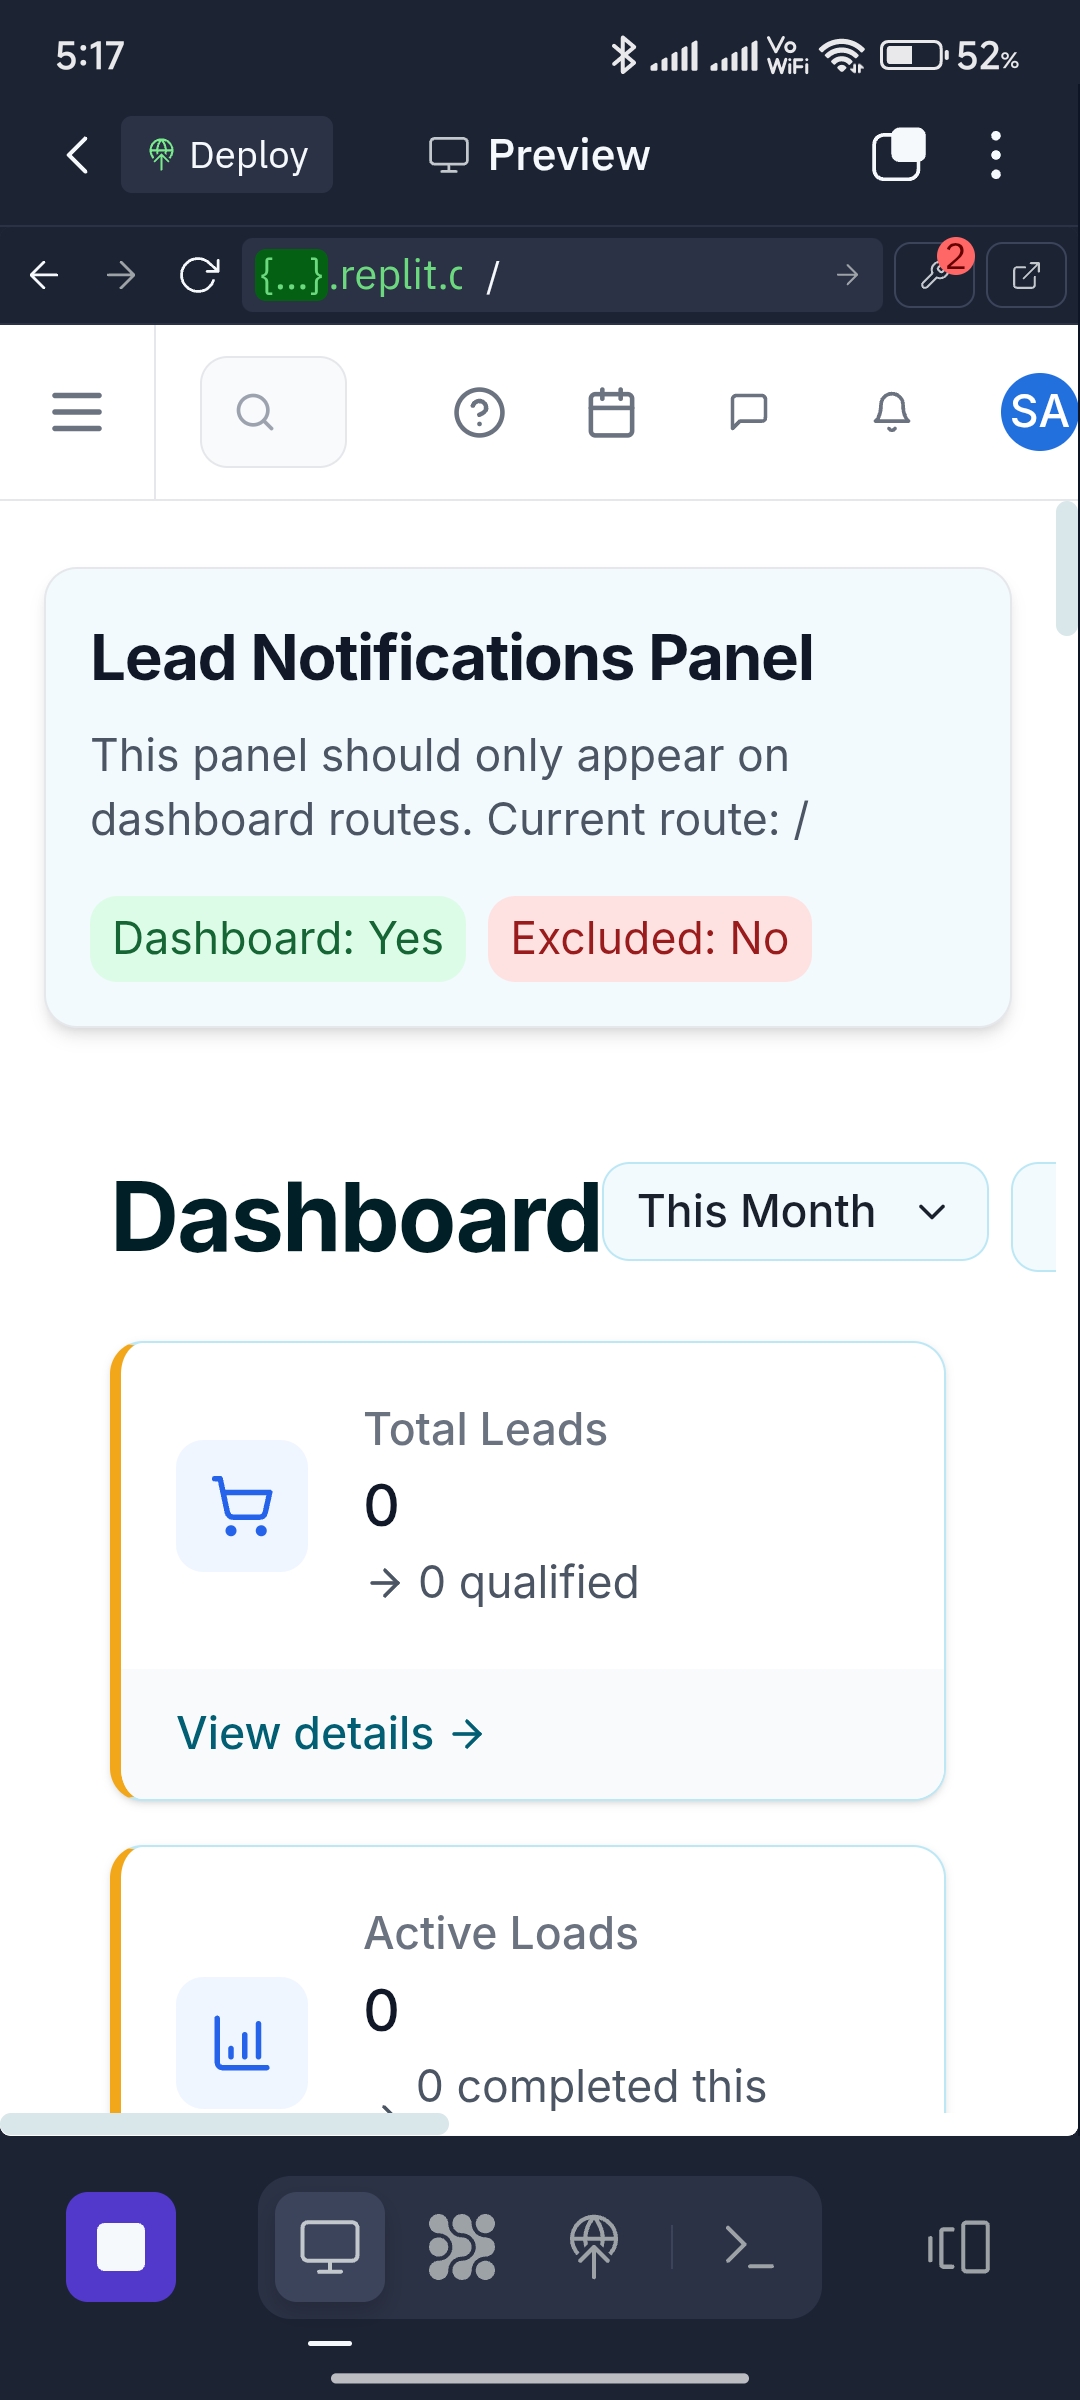 5:17
Vo
WiFi
52%
Deploy
Preview
{...}.replit.c /
2
SA
Lead Notifications Panel
This panel should only appear on
dashboard routes. Current route: /
Dashboard: Yes
Excluded: No
Dashboard
This Month
Total Leads
0
→ 0 qualified
View details →
Active Loads
0
0 completed this